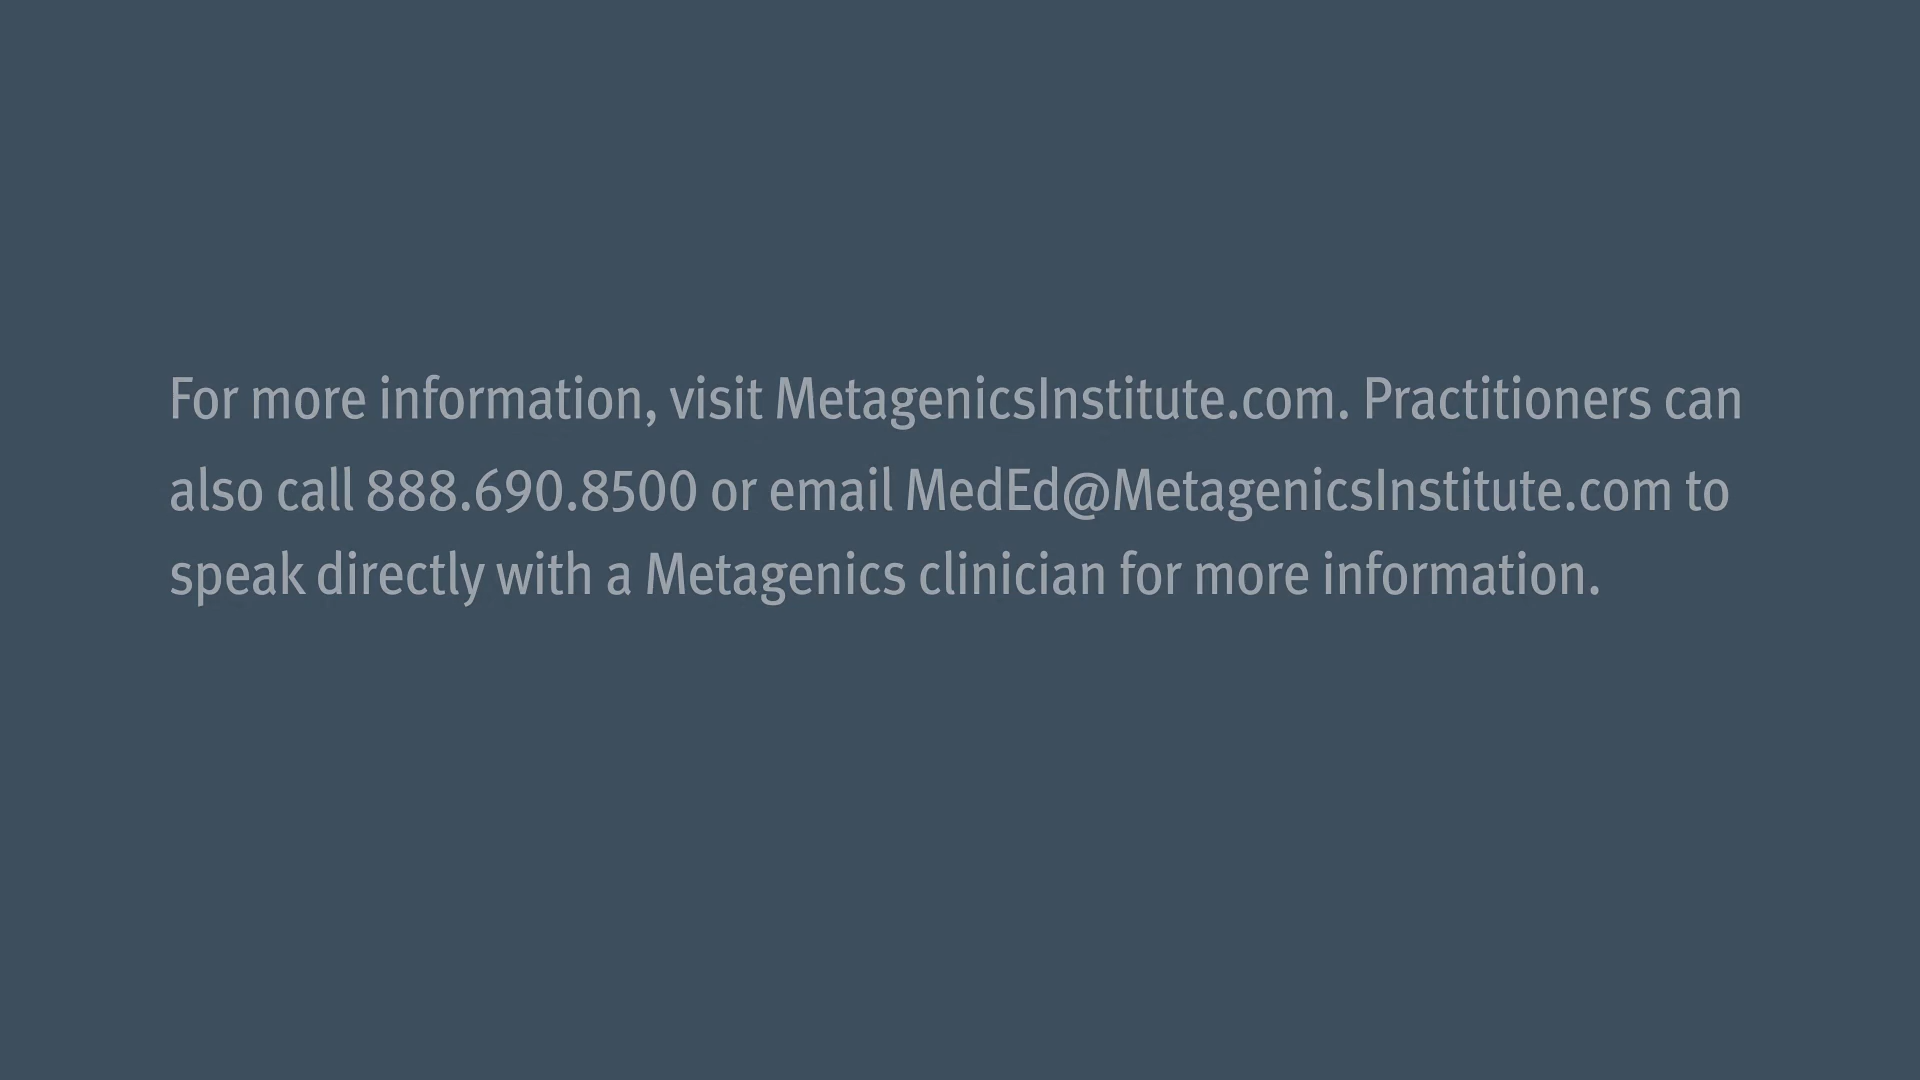 For more information, visit MetagenicsInstitute.com. Practitioners can
also call 888.690.8500 or email MedEd@MetagenicsInstitute.com to
speak directly with a Metagenics clinician for more information.